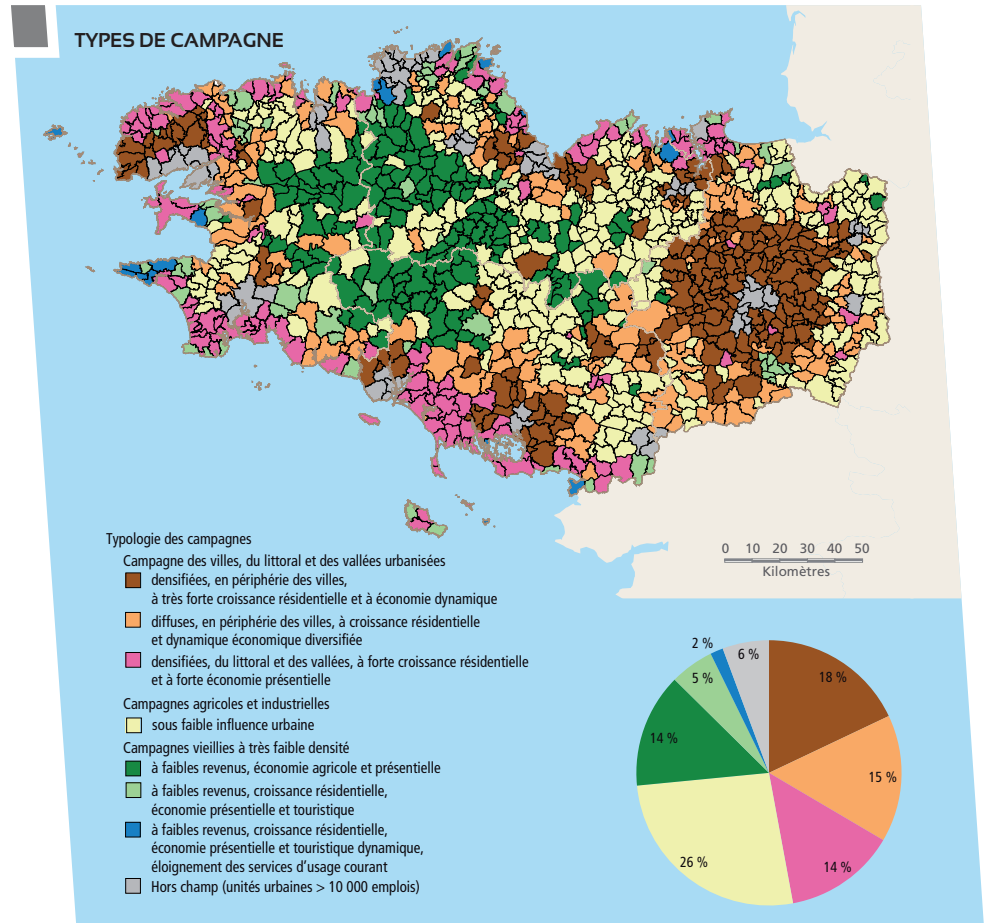 TYPES DE CAMPAGNE
Typologie des campagnes
Campagne des villes, du littoral et des vallées urbanisées
densifiées, en périphérie des villes,
à très forte croissance résidentielle et à économie dynamique
diffuses, en périphérie des villes, à croissance résidentielle
et dynamique économique diversifiée
densifiées, du littoral et des vallées, à forte croissance résidentielle
et à forte économie présentielle
Campagnes agricoles et industrielles
sous faible influence urbaine
Campagnes vieillies à très faible densité
à faibles revenus, économie agricole et présentielle
à faibles revenus, croissance résidentielle,
économie présentielle et touristique
à faibles revenus, croissance résidentielle,
économie présentielle et touristique dynamique,
éloignement des services d'usage courant
Hors champ (unités urbaines > 10 000 emplois)
0 10 20 30 40 50
Kilomètres
2 %
6 %
18 %
5 %
14 %
15 %
26 %
14 %